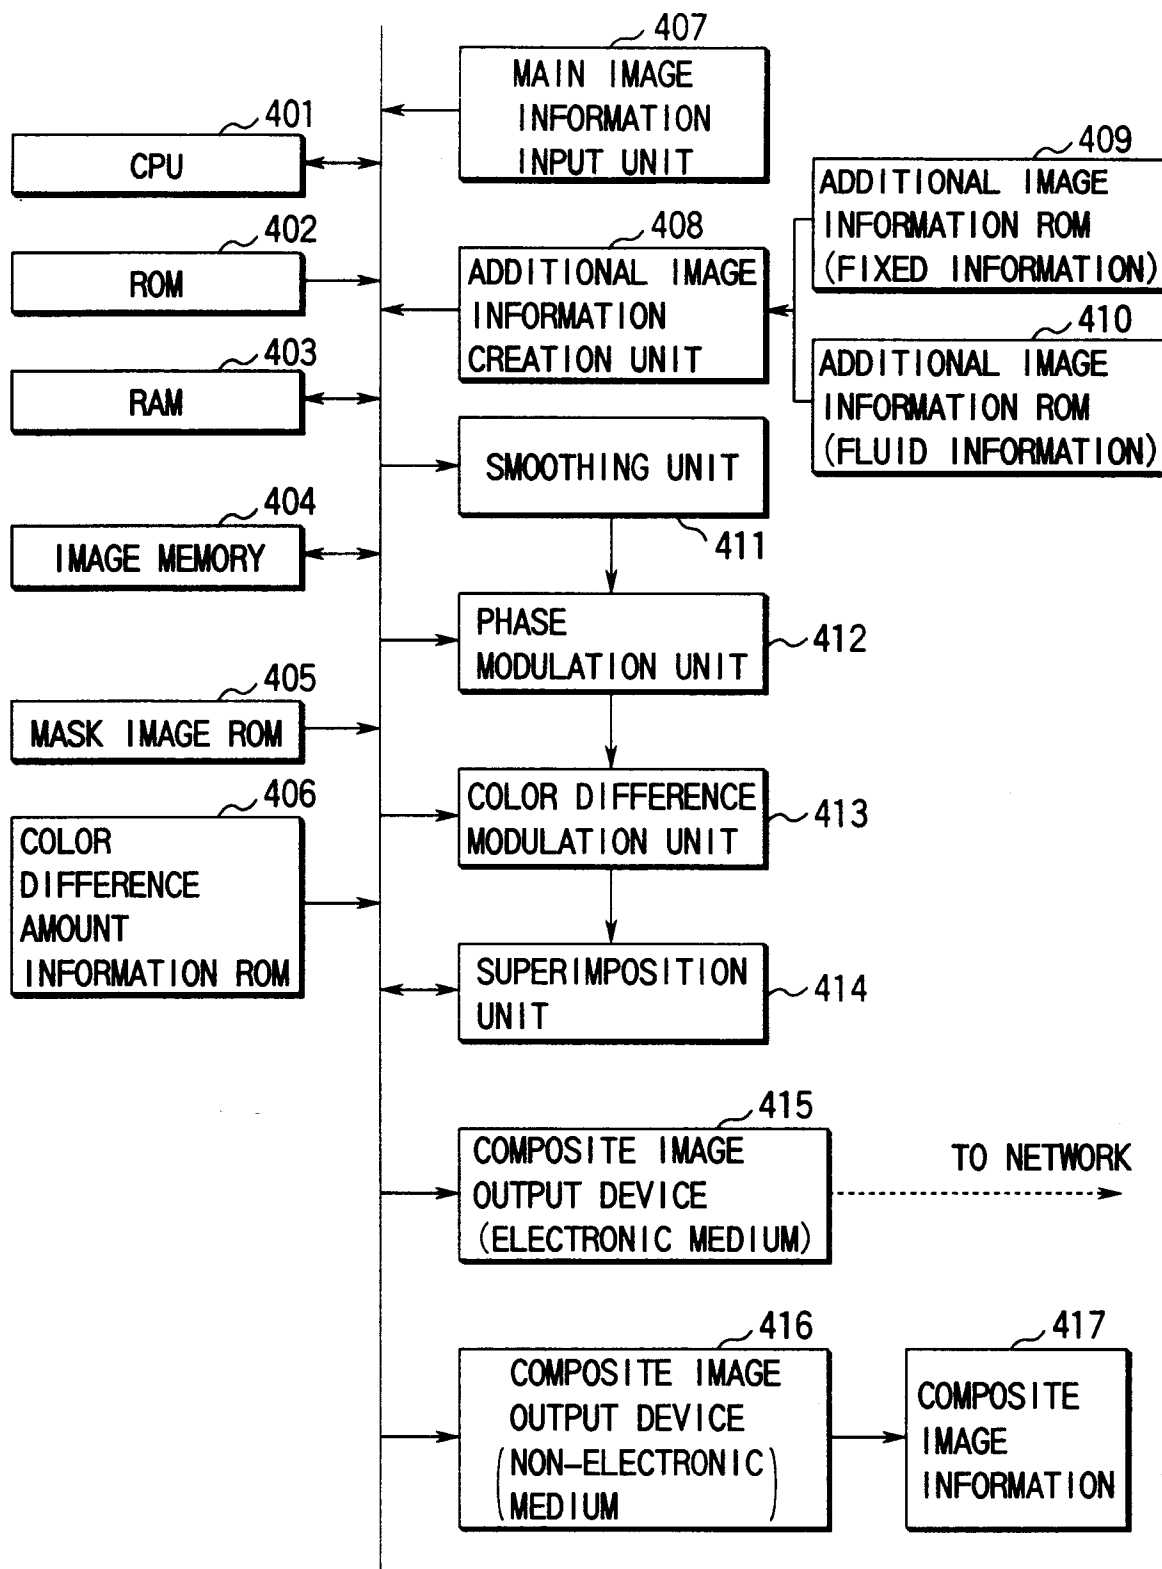 407
MAIN IMAGE
INFORMATION
INPUT UNIT
401
CPU
409
ADDITIONAL IMAGE
INFORMATION ROM
(FIXED INFORMATION)
402
ROM
408
ADDITIONAL IMAGE
INFORMATION
CREATION UNIT
410
ADDITIONAL IMAGE
INFORMATION ROM
(FLUID INFORMATION)
403
RAM
SMOOTHING UNIT
411
404
IMAGE MEMORY
PHASE
MODULATION UNIT
412
405
MASK IMAGE ROM
406
COLOR
DIFFERENCE
AMOUNT
INFORMATION ROM
COLOR DIFFERENCE
MODULATION UNIT
413
SUPERIMPOSITION
UNIT
414
415
COMPOSITE IMAGE
OUTPUT DEVICE
(ELECTRONIC MEDIUM)
TO NETWORK
416
COMPOSITE IMAGE
OUTPUT DEVICE
(NON-ELECTRONIC
MEDIUM)
417
COMPOSITE
IMAGE
INFORMATION